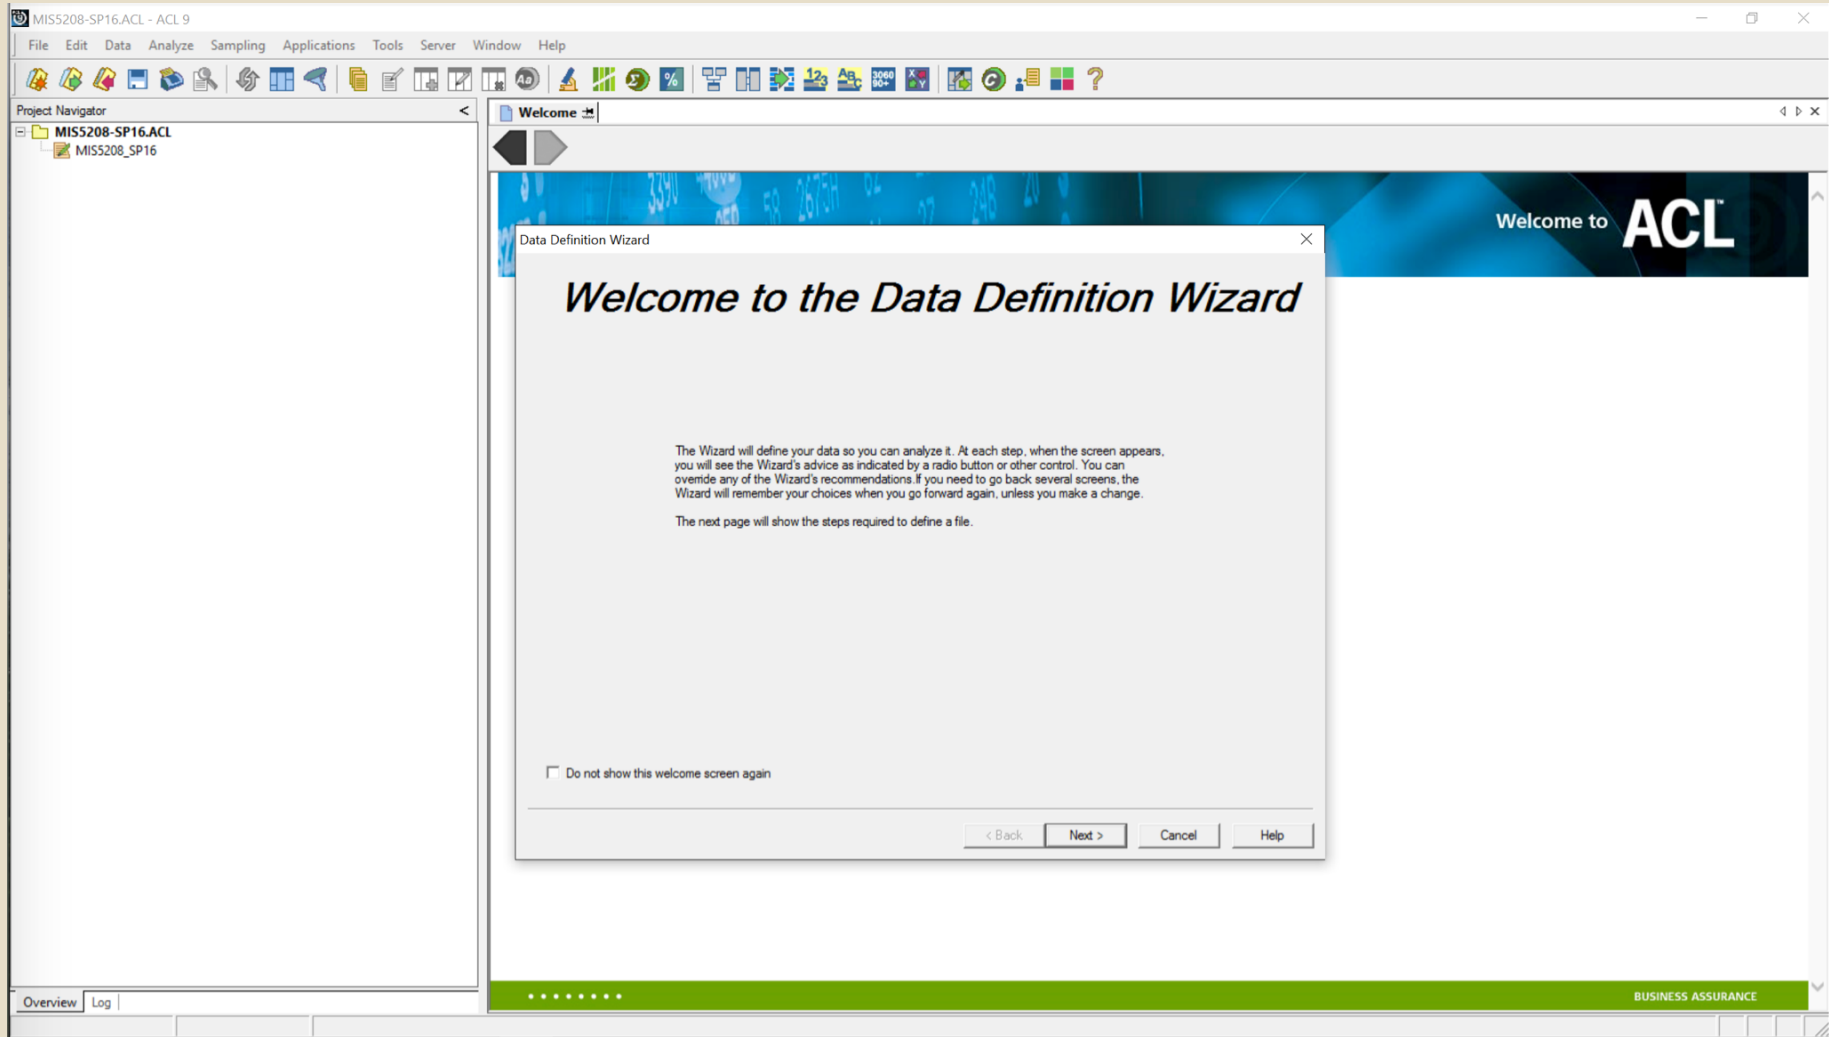 MIS5208-SP16.ACL - ACL 9
File Edit Data Analyze Sampling Applications Tools Server Window Help
Project Navigator <
MIS5208-SP16.ACL
MIS5208_SP16
Welcome
Welcome to ACL™
Data Definition Wizard
Welcome to the Data Definition Wizard
The Wizard will define your data so you can analyze it. At each step, when the screen appears,
you will see the Wizard's advice as indicated by a radio button or other control. You can
override any of the Wizard's recommendations.If you need to go back several screens, the
Wizard will remember your choices when you go forward again, unless you make a change.
The next page will show the steps required to define a file.
Do not show this welcome screen again
< Back Next > Cancel Help
Overview Log
BUSINESS ASSURANCE